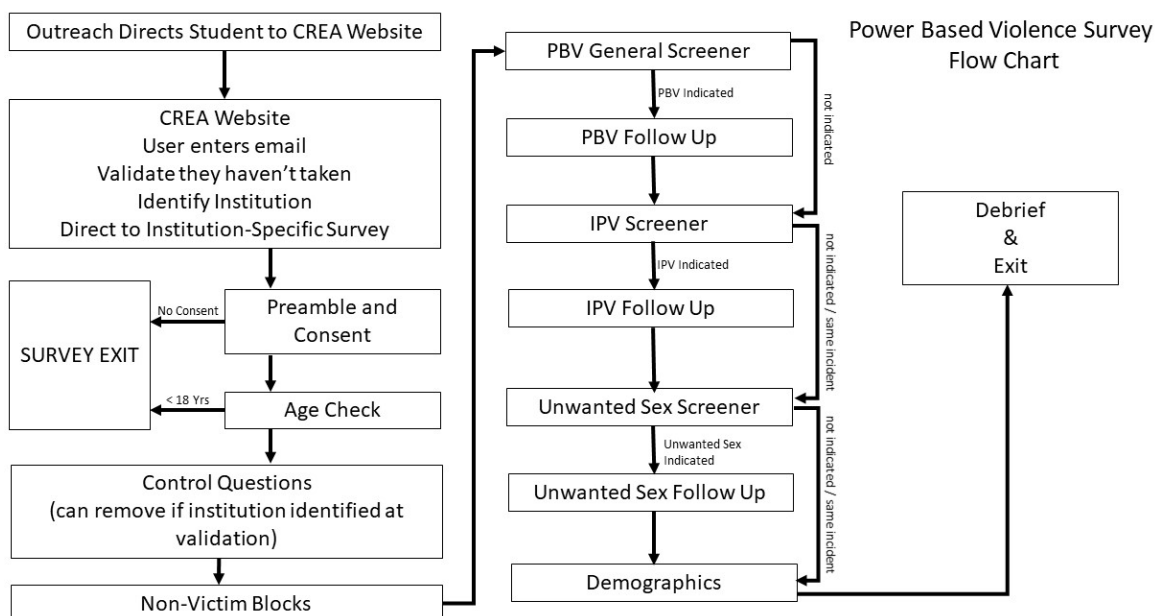 Power Based Violence Survey
Flow Chart
Outreach Directs Student to CREA Website
CREA Website
User enters email
Validate they haven't taken
Identify Institution
Direct to Institution-Specific Survey
Preamble and
Consent
No Consent
SURVEY EXIT
< 18 Yrs
Age Check
Control Questions
(can remove if institution identified at
validation)
Non-Victim Blocks
PBV General Screener
PBV Indicated
not indicated
PBV Follow Up
IPV Screener
IPV Indicated
not indicated / same incident
IPV Follow Up
Unwanted Sex Screener
Unwanted Sex
Indicated
not indicated / same incident
Unwanted Sex Follow Up
Demographics
Debrief
&
Exit